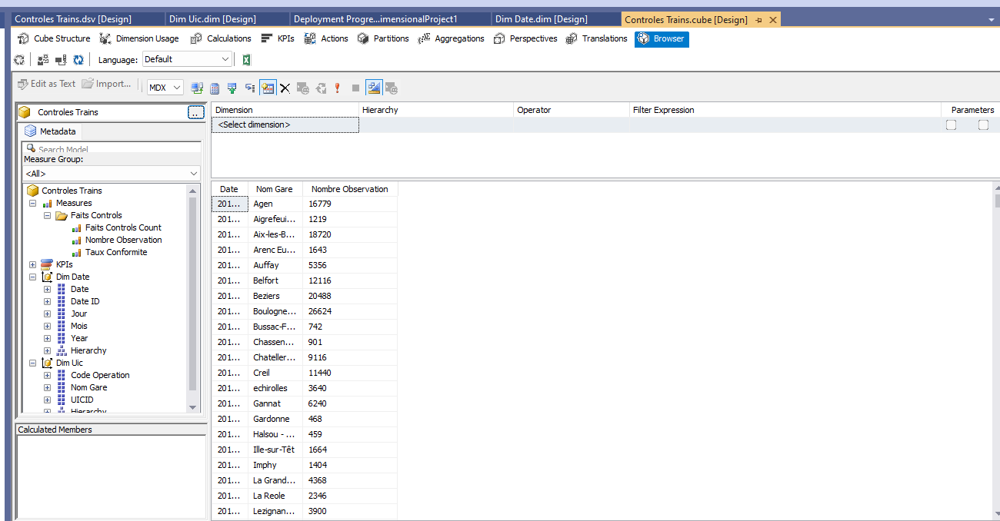 Controles Trains.dsv [Design] Dim Uic.dim [Design] Deployment Progre...imensionalProject1 Dim Date.dim [Design] Controles Trains.cube [Design]
Cube Structure Dimension Usage Calculations KPIs Actions Partitions Aggregations Perspectives Translations Browser
Language: Default
Edit as Text Import... MDX
Controles Trains ..
Metadata
Search Model
Measure Group:
<All>
Controles Trains
Measures
Faits Controls
Faits Controls Count
Nombre Observation
Taux Conformite
KPIs
Dim Date
Date
Date ID
Jour
Mois
Year
Hierarchy
Dim Uic
Code Operation
Nom Gare
UICID
Hierarchy
Calculated Members
Dimension Hierarchy Operator Filter Expression Parameters
<Select dimension>
Date Nom Gare Nombre Observation
201... Agen 16779
201... Aigrefeui... 1219
201... Aix-les-B... 18720
201... Arenc Eu... 1643
201... Auffay 5356
201... Belfort 12116
201... Beziers 20488
201... Boulogne... 26624
201... Bussac-F... 742
201... Chassen... 901
201... Chateller... 9116
201... Creil 11440
201... echirolles 3640
201... Gannat 6240
201... Gardonne 468
201... Halsou - ... 459
201... Ille-sur-Têt 1664
201... Imphy 1404
201... La Grand... 4368
201... La Reole 2346
201... Lezignan... 3900